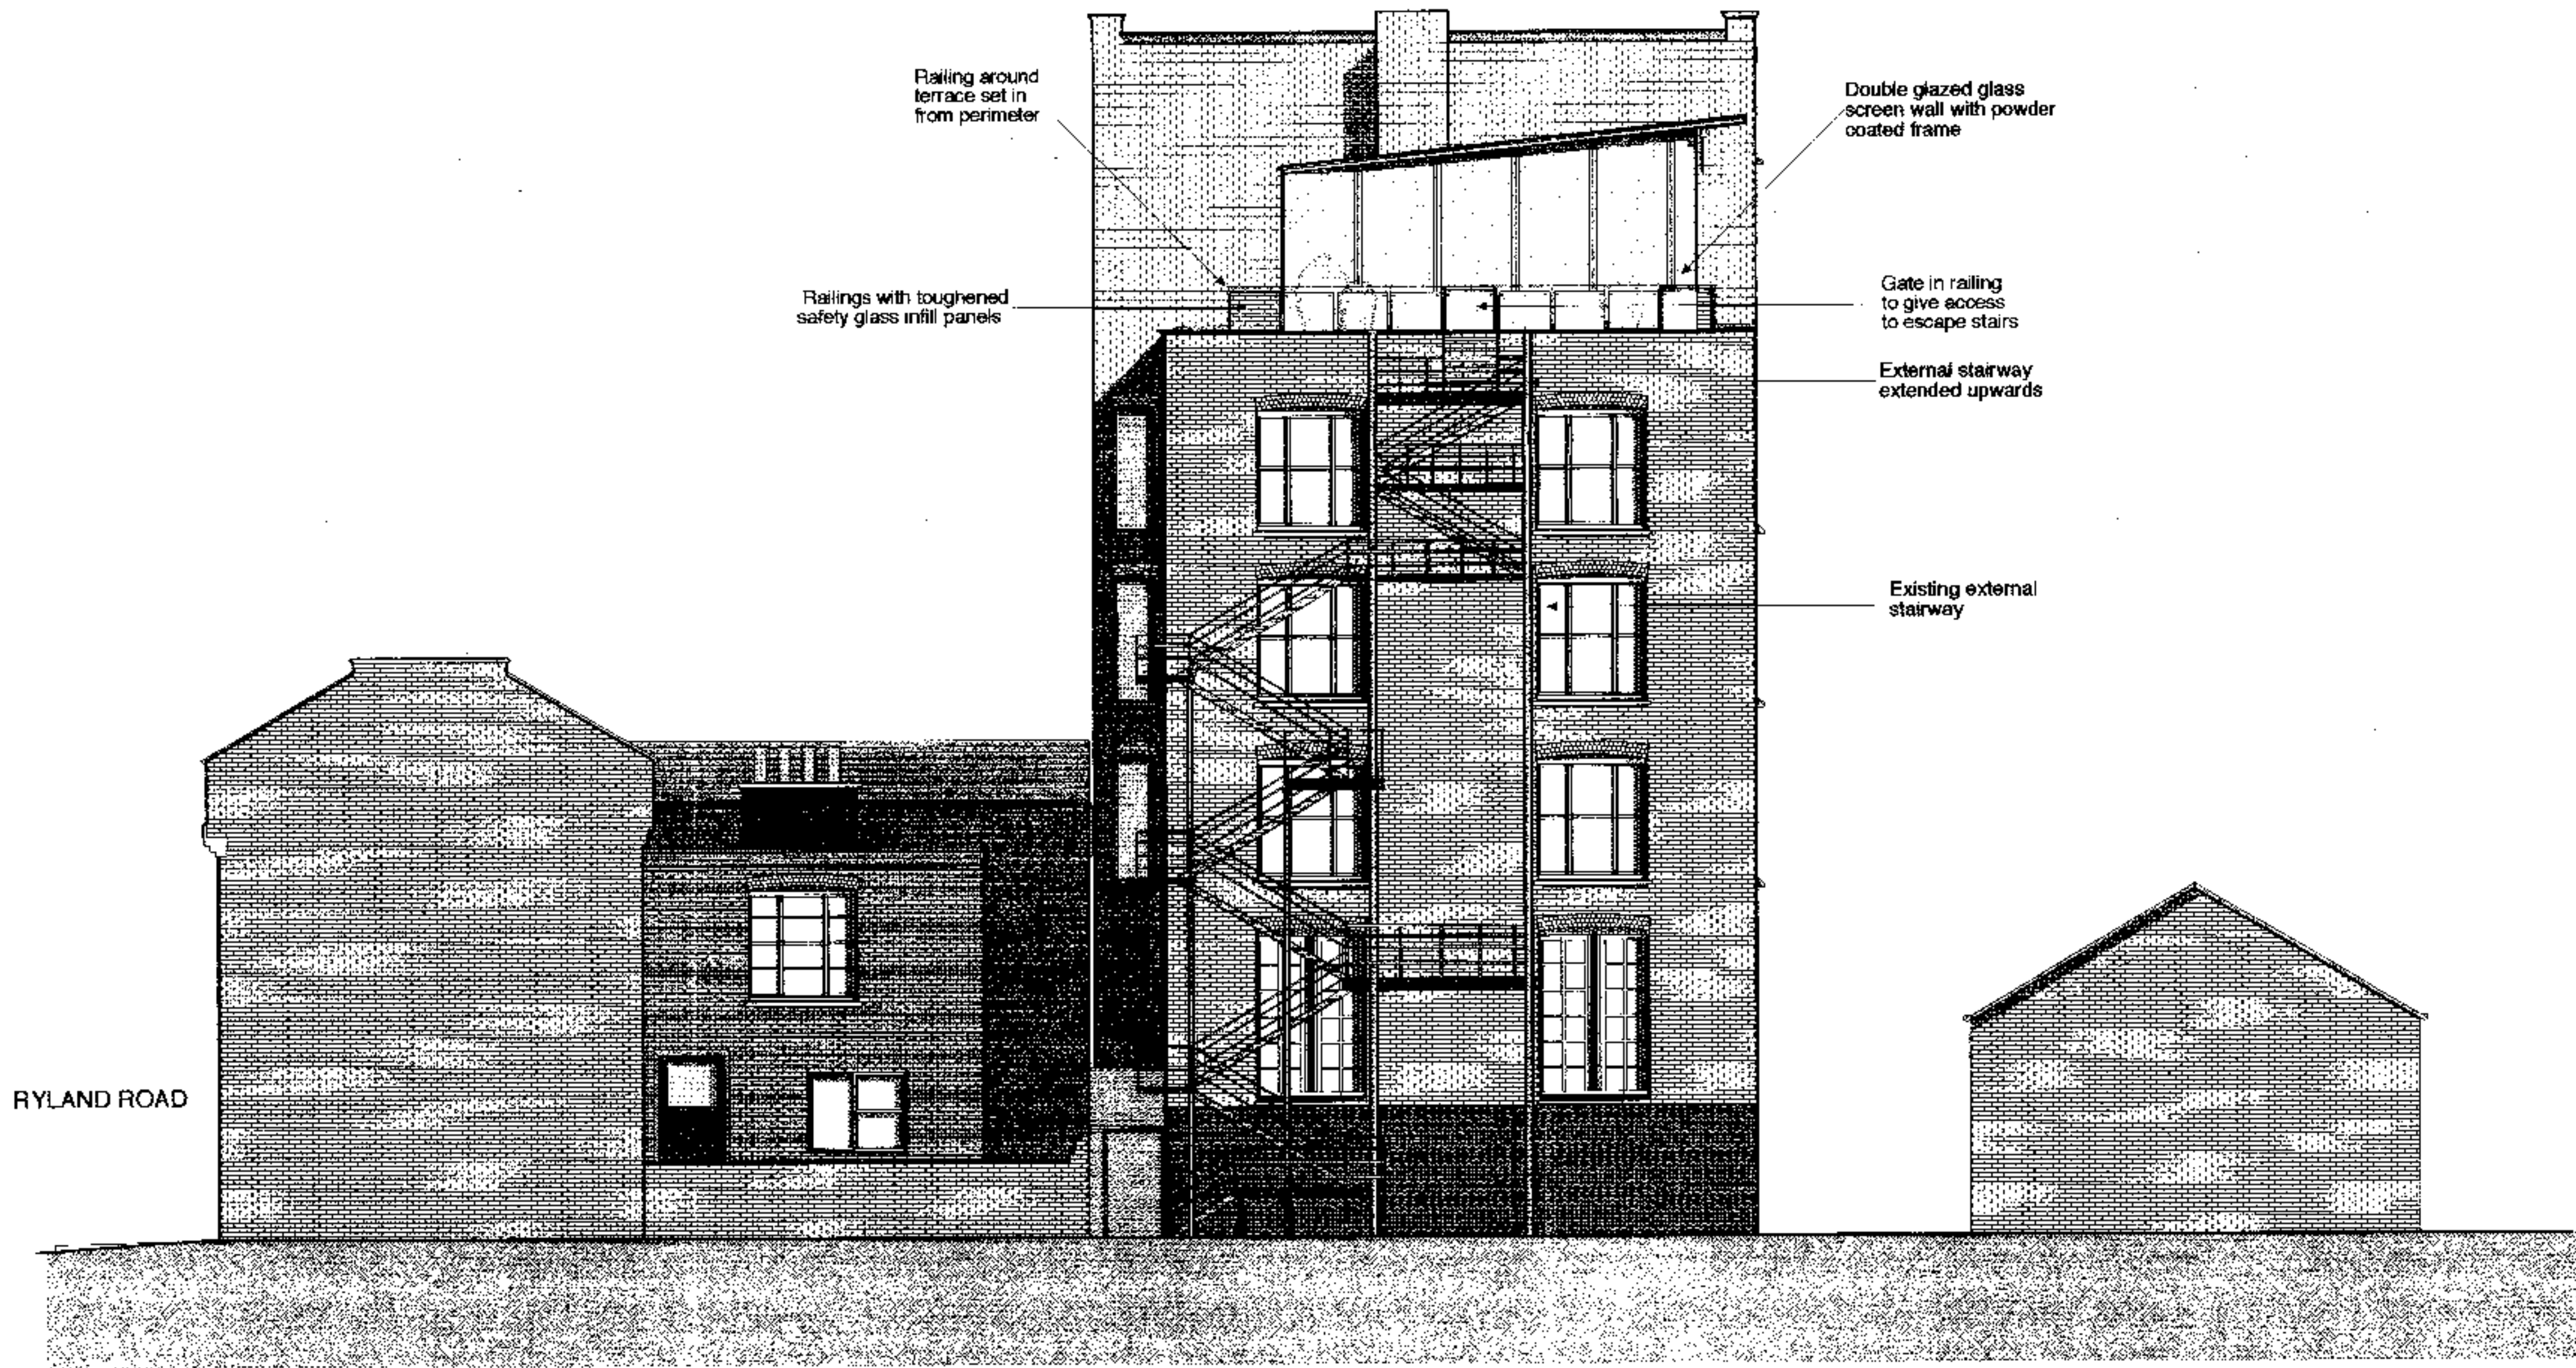 Railing around
terrace set in
from perimeter
Double glazed glass
screen wall with powder
coated frame
Railings with toughened
safety glass infill panels
Gate in railing
to give access
to escape stairs
External stairway
extended upwards
Existing external
stairway
RYLAND ROAD